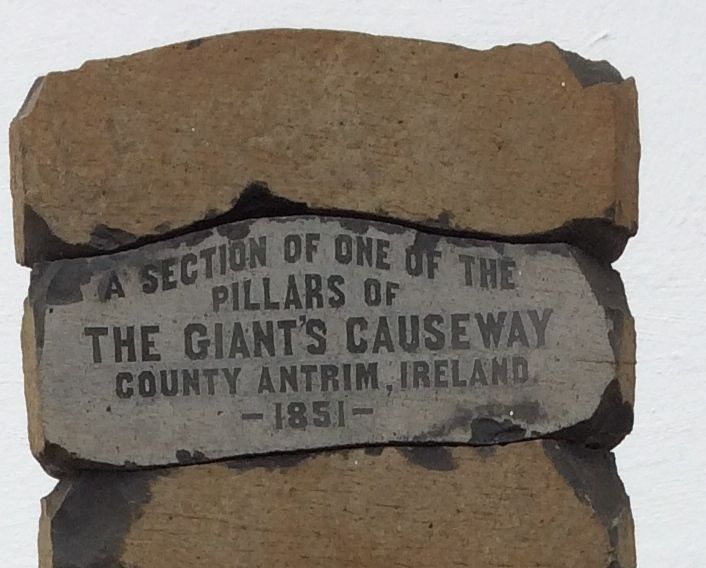 A SECTION OF ONE OF THE
PILLARS OF
THE GIANT'S CAUSEWAY
COUNTY ANTRIM, IRELAND
-1851-